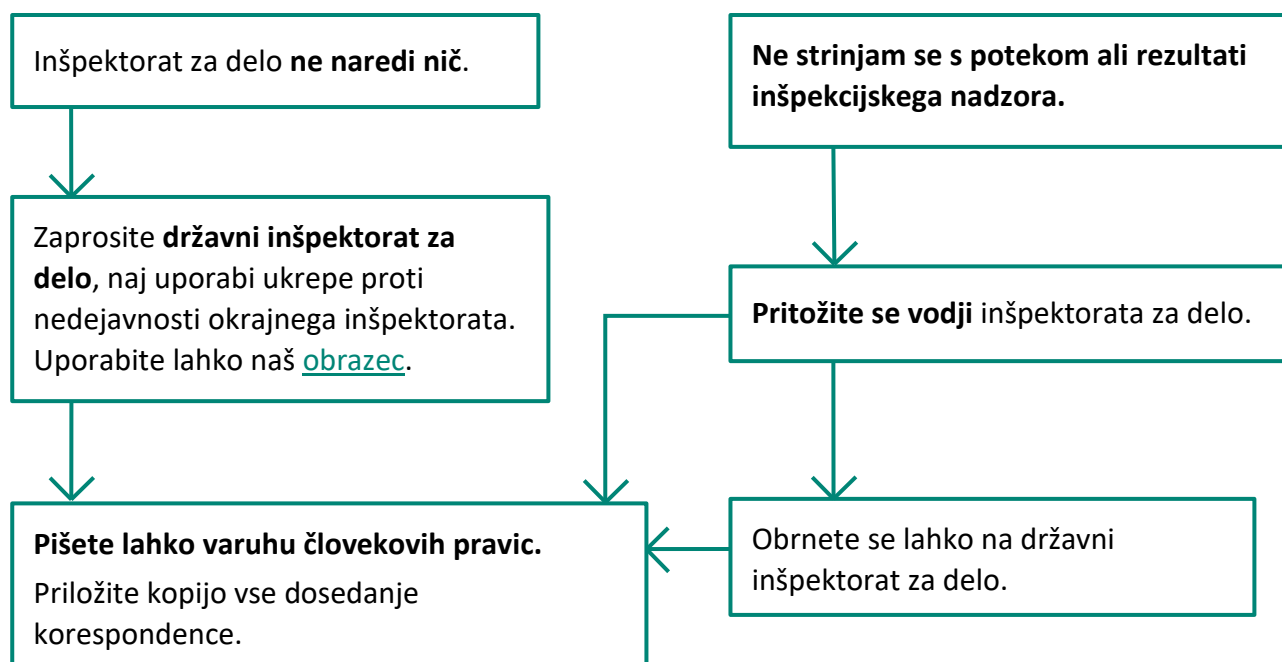 Inšpektorat za delo ne naredi nič.
Zaprosite državni inšpektorat za
delo, naj uporabi ukrepe proti
nedejavnosti okrajnega inšpektorata.
Uporabite lahko naš obrazec.
Ne strinjam se s potekom ali rezultati
inšpekcijskega nadzora.
Pritožite se vodji inšpektorata za delo.
Obrnete se lahko na državni
inšpektorat za delo.
Pišete lahko varuhu človekovih pravic.
Priložite kopijo vse dosedanje
korespondence.